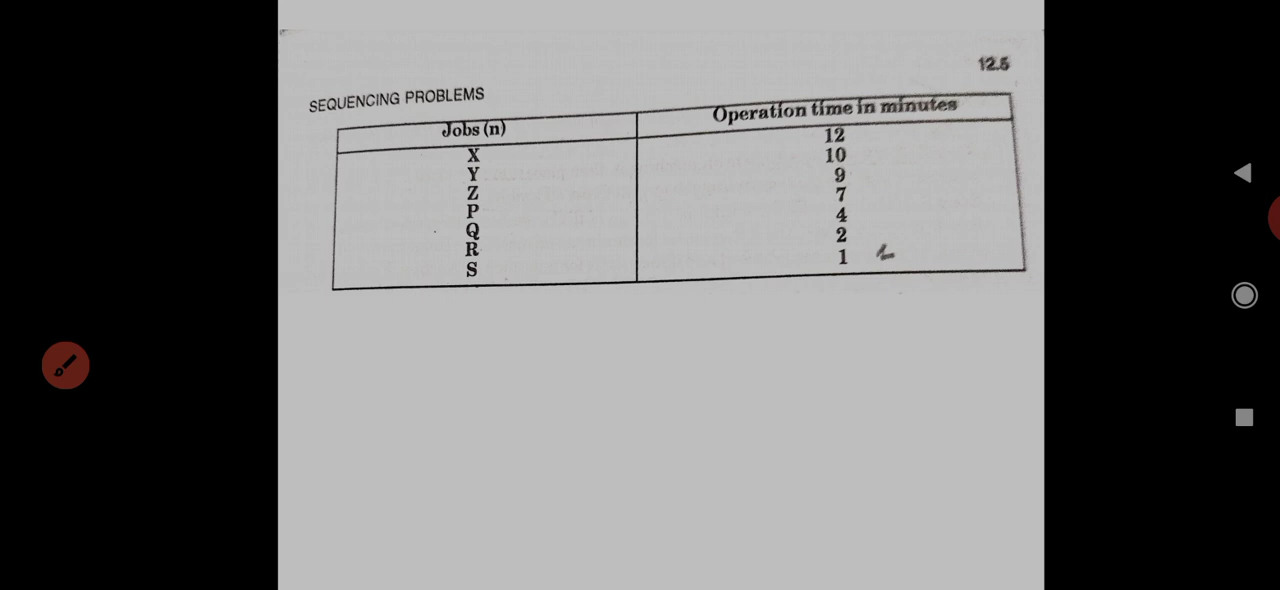 12.5
SEQUENCING PROBLEMS
Jobs (n) Operation time in minutes
X 12
Y 10
Z 9
P 7
Q 4
R 2
S 1